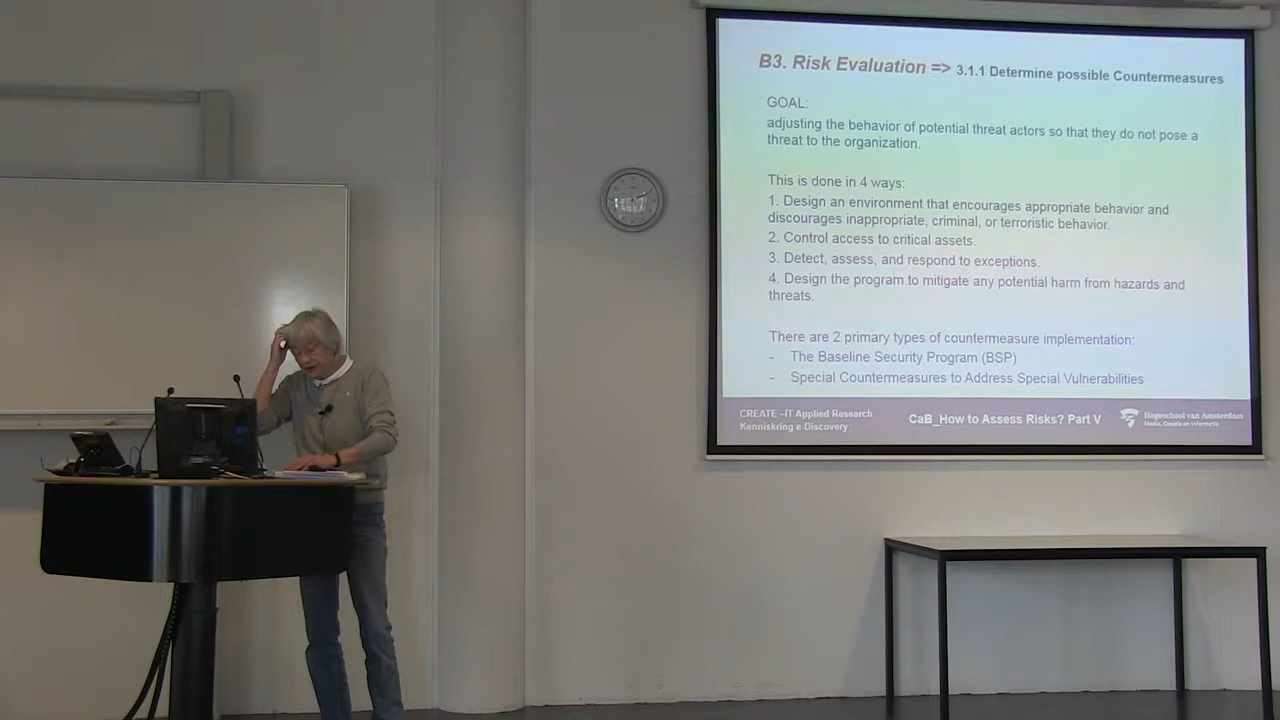 B3. Risk Evaluation => 3.1.1 Determine possible Countermeasures
GOAL:
adjusting the behavior of potential threat actors so that they do not pose a
threat to the organization.
This is done in 4 ways:
1. Design an environment that encourages appropriate behavior and
discourages inappropriate, criminal, or terroristic behavior.
2. Control access to critical assets.
3. Detect, assess, and respond to exceptions.
4. Design the program to mitigate any potential harm from hazards and
threats.
There are 2 primary types of countermeasure implementation:
- The Baseline Security Program (BSP)
- Special Countermeasures to Address Special Vulnerabilities
CREATE –IT Applied Research
Kenniskring e-Discovery
CaB_How to Assess Risks? Part V
Hogeschool van Amsterdam
Media, Creatie en Informatie